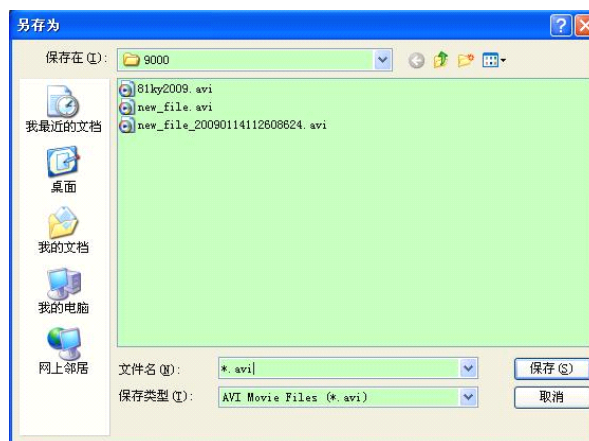 另存为
保存在(I):
9000
81ky2009.avi
new_file.avi
new_file_20090114112608624.avi
我最近的文档
桌面
我的文档
我的电脑
网上邻居
文件名(N):
*.avi
保存(S)
保存类型(T):
AVI Movie Files (*.avi)
取消